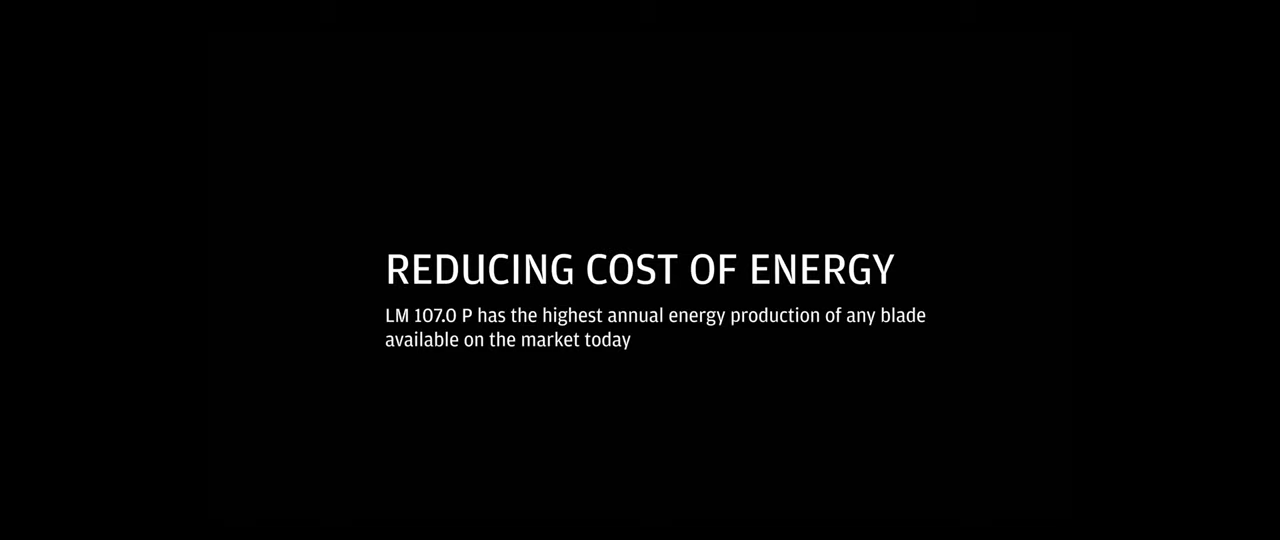 REDUCING COST OF ENERGY
LM 107.0 P has the highest annual energy production of any blade
available on the market today